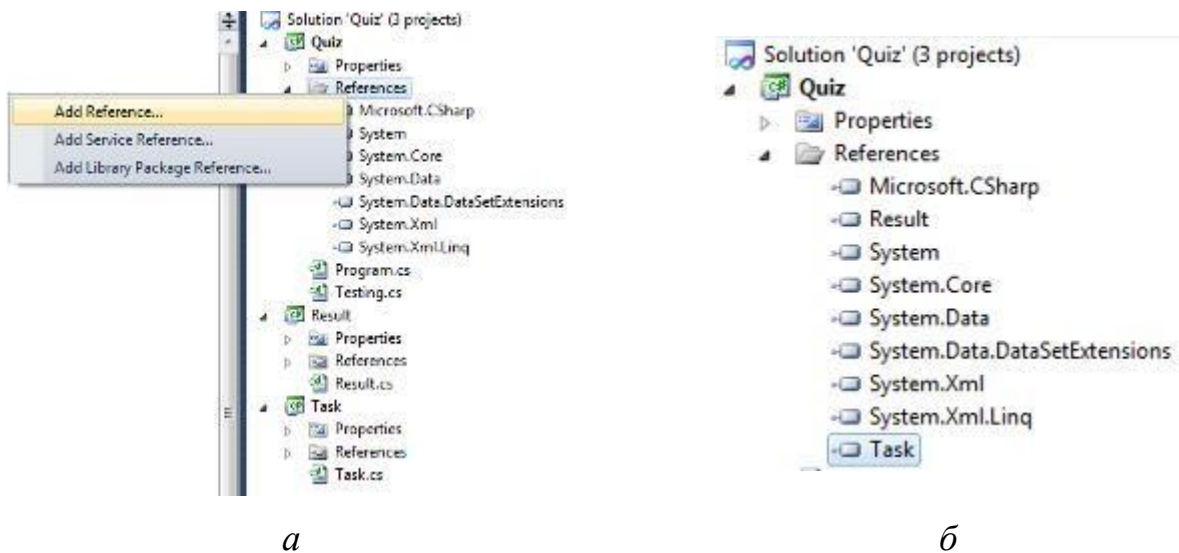 Solution 'Quiz' (3 projects)
Quiz
Properties
References
Add Reference...
Add Service Reference...
Add Library Package Reference...
Microsoft.CSharp
System
System.Core
System.Data
System.Data.DataSetExtensions
System.Xml
System.Xml.Linq
Program.cs
Testing.cs
Result
Properties
References
Result.cs
Task
Properties
References
Task.cs
а
Solution 'Quiz' (3 projects)
Quiz
Properties
References
Microsoft.CSharp
Result
System
System.Core
System.Data
System.Data.DataSetExtensions
System.Xml
System.Xml.Linq
Task
б